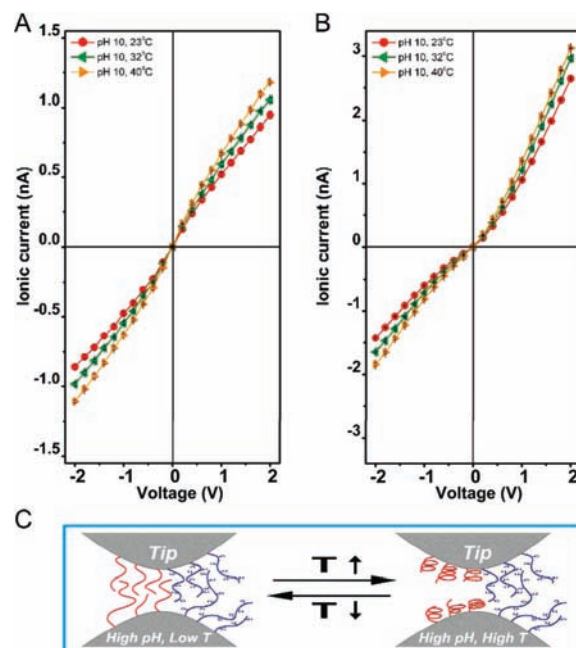 A
pH 10, 23°C
pH 10, 32°C
pH 10, 40°C
1.5
1.0
0.5
0.0
-0.5
-1.0
-1.5
Ionic current (nA)
-2 -1 0 1 2
Voltage (V)
B
pH 10, 23°C
pH 10, 32°C
pH 10, 40°C
3
2
1
0
-1
-2
-3
Ionic current (nA)
-2 -1 0 1 2
Voltage (V)
C
Tip
High pH, Low T
T ↑
T ↓
Tip
High pH, High T